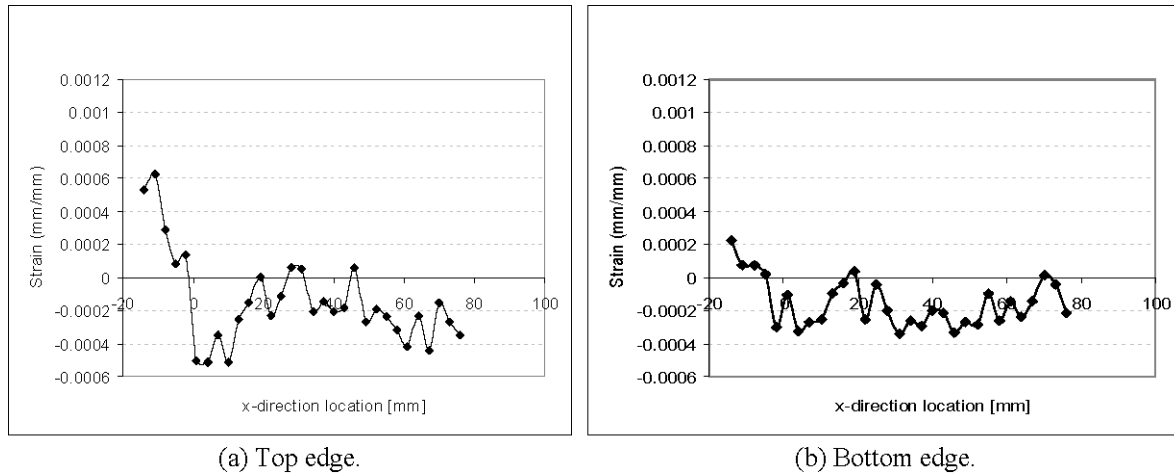 0.0012
0.001
0.0008
0.0006
0.0004
0.0002
0
-0.0002
-0.0004
-0.0006
-20 0 20 40 60 80 100
Strain (mm/mm)
x-direction location [mm]
(a) Top edge.
0.0012
0.001
0.0008
0.0006
0.0004
0.0002
0
-0.0002
-0.0004
-0.0006
-20 0 20 40 60 80 100
Strain (mm/mm)
x-direction location [mm]
(b) Bottom edge.